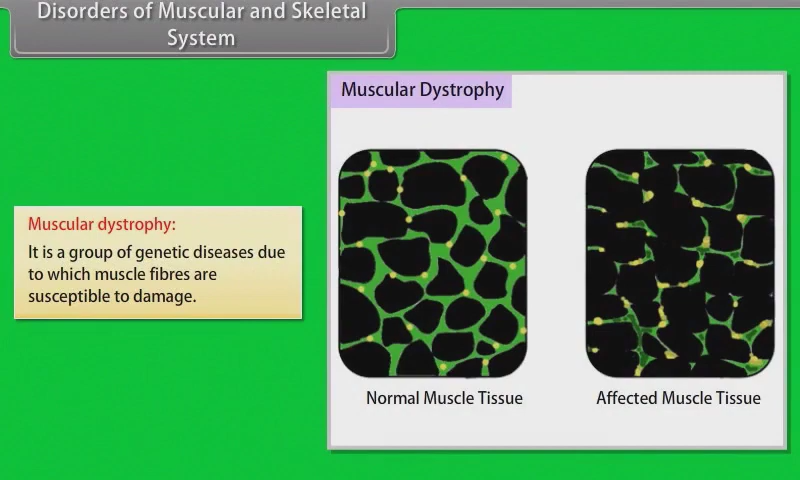 Disorders of Muscular and Skeletal
System
Muscular Dystrophy
Muscular dystrophy:
It is a group of genetic diseases due
to which muscle fibres are
susceptible to damage.
Normal Muscle Tissue
Affected Muscle Tissue